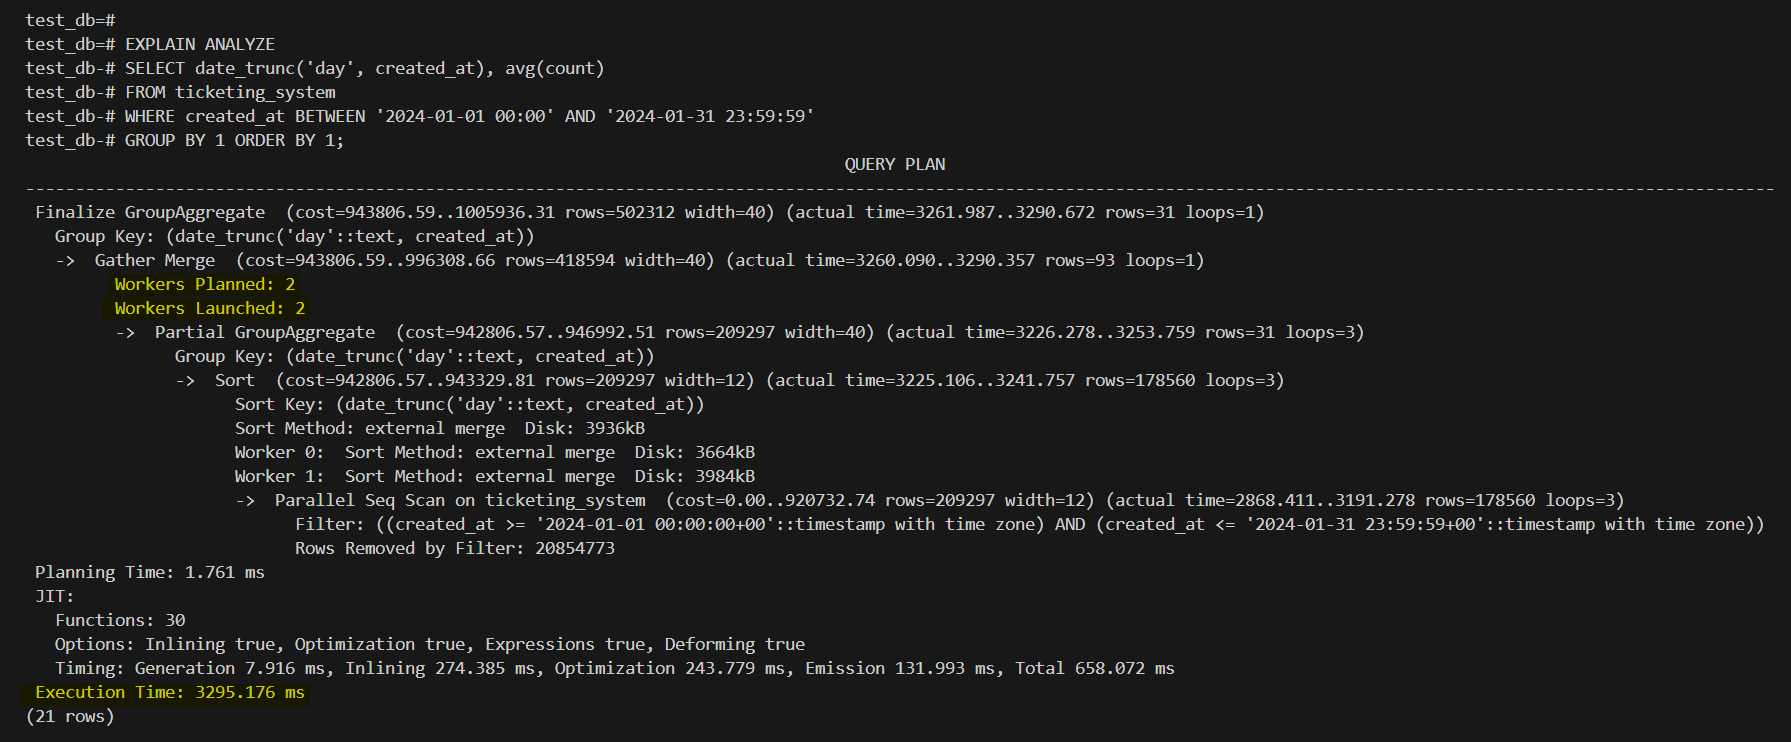 test_db=#
test_db=# EXPLAIN ANALYZE
test_db-# SELECT date_trunc('day', created_at), avg(count)
test_db-# FROM ticketing_system
test_db-# WHERE created_at BETWEEN '2024-01-01 00:00' AND '2024-01-31 23:59:59'
test_db-# GROUP BY 1 ORDER BY 1;
QUERY PLAN
--------------------------------------------------------------------------------------------------------------------------------------------------------------------------------
Finalize GroupAggregate  (cost=943806.59..1005936.31 rows=502312 width=40) (actual time=3261.987..3290.672 rows=31 loops=1)
Group Key: (date_trunc('day'::text, created_at))
->  Gather Merge  (cost=943806.59..996308.66 rows=418594 width=40) (actual time=3260.090..3290.357 rows=93 loops=1)
Workers Planned: 2
Workers Launched: 2
->  Partial GroupAggregate  (cost=942806.57..946992.51 rows=209297 width=40) (actual time=3226.278..3253.759 rows=31 loops=3)
Group Key: (date_trunc('day'::text, created_at))
->  Sort  (cost=942806.57..943329.81 rows=209297 width=12) (actual time=3225.106..3241.757 rows=178560 loops=3)
Sort Key: (date_trunc('day'::text, created_at))
Sort Method: external merge  Disk: 3936kB
Worker 0:  Sort Method: external merge  Disk: 3664kB
Worker 1:  Sort Method: external merge  Disk: 3984kB
->  Parallel Seq Scan on ticketing_system  (cost=0.00..920732.74 rows=209297 width=12) (actual time=2868.411..3191.278 rows=178560 loops=3)
Filter: ((created_at >= '2024-01-01 00:00:00+00'::timestamp with time zone) AND (created_at <= '2024-01-31 23:59:59+00'::timestamp with time zone))
Rows Removed by Filter: 20854773
Planning Time: 1.761 ms
JIT:
Functions: 30
Options: Inlining true, Optimization true, Expressions true, Deforming true
Timing: Generation 7.916 ms, Inlining 274.385 ms, Optimization 243.779 ms, Emission 131.993 ms, Total 658.072 ms
Execution Time: 3295.176 ms
(21 rows)